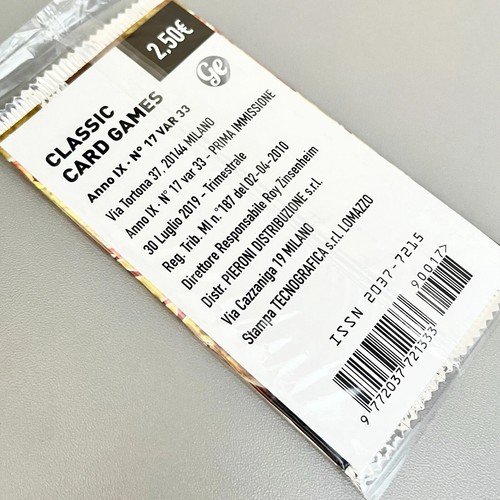 2,50€
Ge
CLASSIC
CARD GAMES
Anno IX - N° 17 VAR 33
Via Tortona 37, 20144 MILANO
Anno IX - N° 17 var 33 - PRIMA IMMISSIONE
30 Luglio 2019 - Trimestrale
Reg. Trib. MI n.°187 del 02-04-2010
Direttore Responsabile Roy Zinsenheim
Distr. PIERONI DISTRIBUZIONE s.r.l.
Via Cazzaniga 19 MILANO
Stampa TECNOGRAFICA s.r.l. LOMAZZO
ISSN 2037-7215
90017>
9 772037 721533